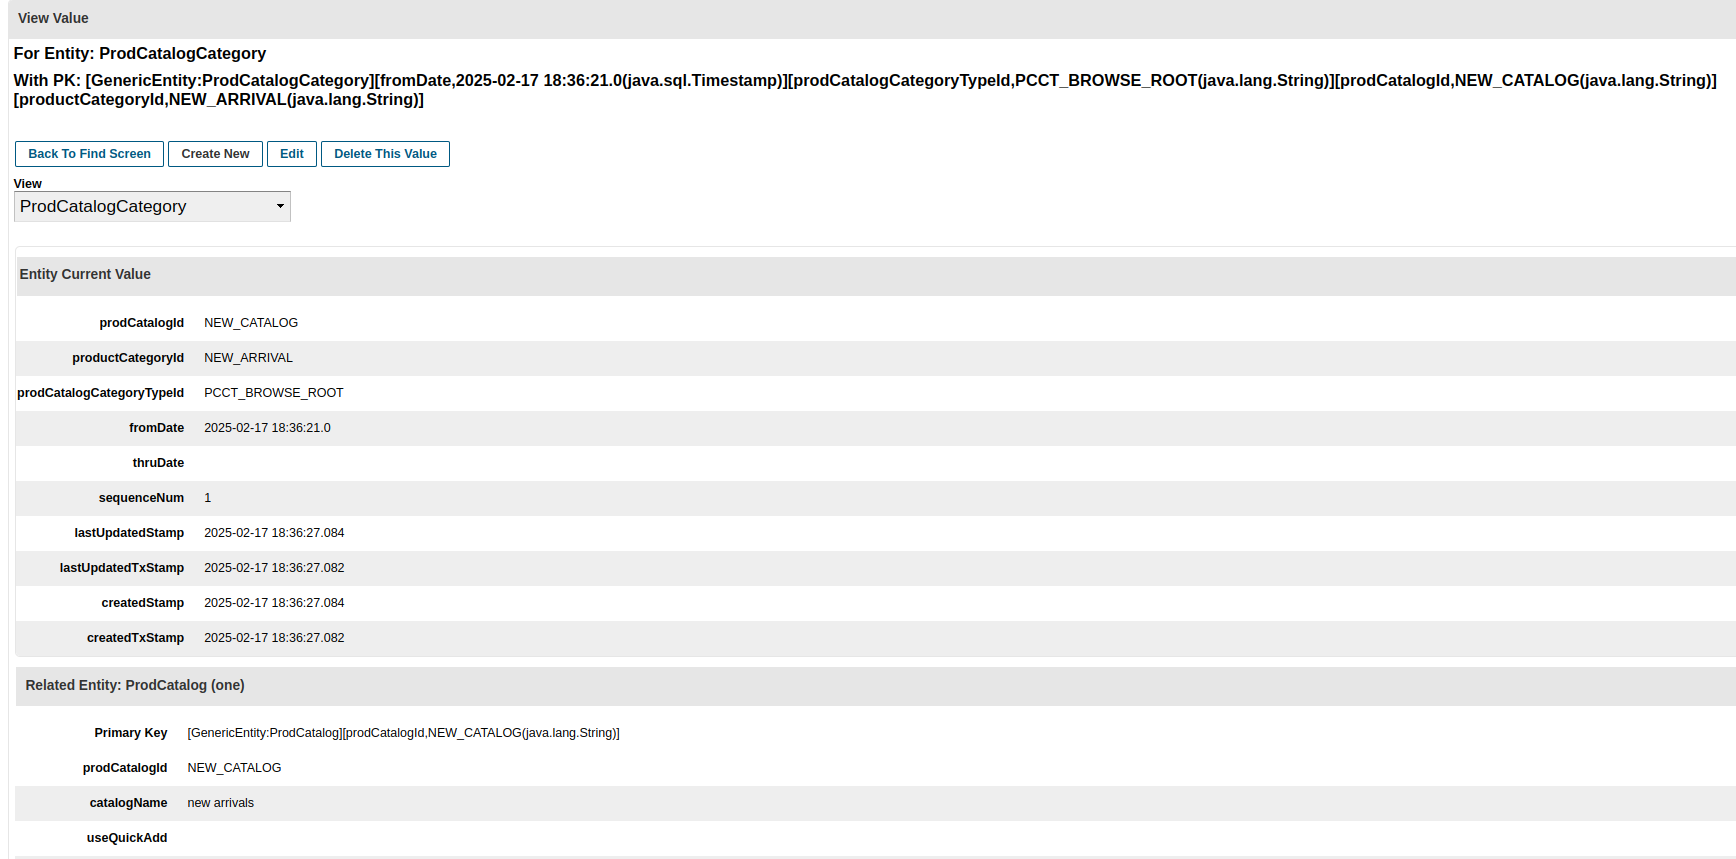 View Value
For Entity: ProdCatalogCategory
With PK: [GenericEntity:ProdCatalogCategory][fromDate,2025-02-17 18:36:21.0(java.sql.Timestamp)][prodCatalogCategoryTypeId,PCCT_BROWSE_ROOT(java.lang.String)][prodCatalogId,NEW_CATALOG(java.lang.String)]
[productCategoryId,NEW_ARRIVAL(java.lang.String)]
Back To Find Screen Create New Edit Delete This Value
View
ProdCatalogCategory
Entity Current Value
prodCatalogId NEW_CATALOG
productCategoryId NEW_ARRIVAL
prodCatalogCategoryTypeId PCCT_BROWSE_ROOT
fromDate 2025-02-17 18:36:21.0
thruDate
sequenceNum 1
lastUpdatedStamp 2025-02-17 18:36:27.084
lastUpdatedTxStamp 2025-02-17 18:36:27.082
createdStamp 2025-02-17 18:36:27.084
createdTxStamp 2025-02-17 18:36:27.082
Related Entity: ProdCatalog (one)
Primary Key [GenericEntity:ProdCatalog][prodCatalogId,NEW_CATALOG(java.lang.String)]
prodCatalogId NEW_CATALOG
catalogName new arrivals
useQuickAdd